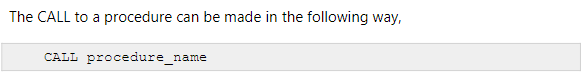 The CALL to a procedure can be made in the following way,
CALL procedure_name